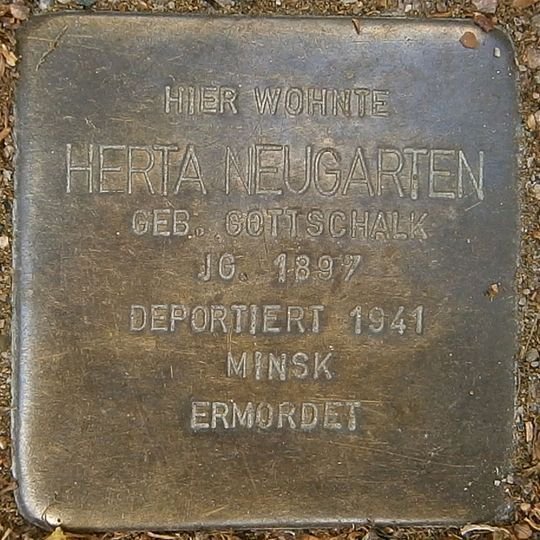 HIER WOHNTE
HERTA NEUGARTEN
GEB. GOTTSCHALK
JG. 1897
DEPORTIERT 1941
MINSK
ERMORDET